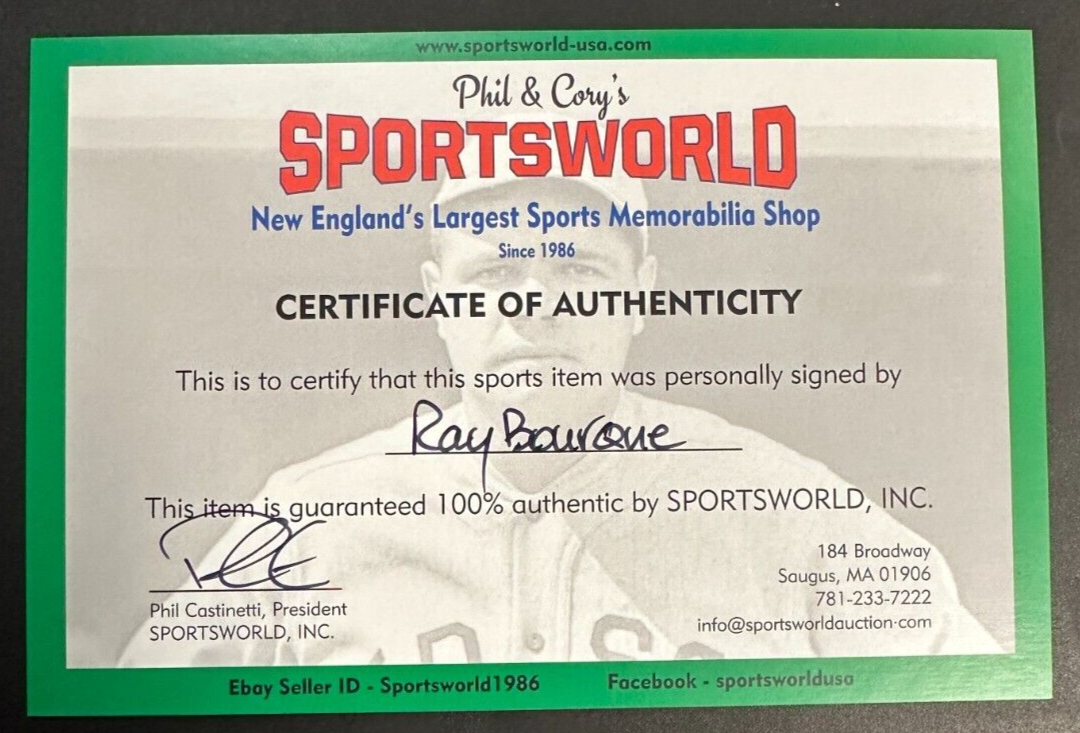 www.sportsworld-usa.com
Phil & Cory's
SPORTSWORLD
New England's Largest Sports Memorabilia Shop
Since 1986
CERTIFICATE OF AUTHENTICITY
This is to certify that this sports item was personally signed by
Ray Bourque
This item is guaranteed 100% authentic by SPORTSWORLD, INC.
184 Broadway
Saugus, MA 01906
781-233-7222
info@sportsworldauction.com
Phil Castinetti, President
SPORTSWORLD, INC.
Ebay Seller ID - Sportsworld1986
Facebook - sportsworldusa